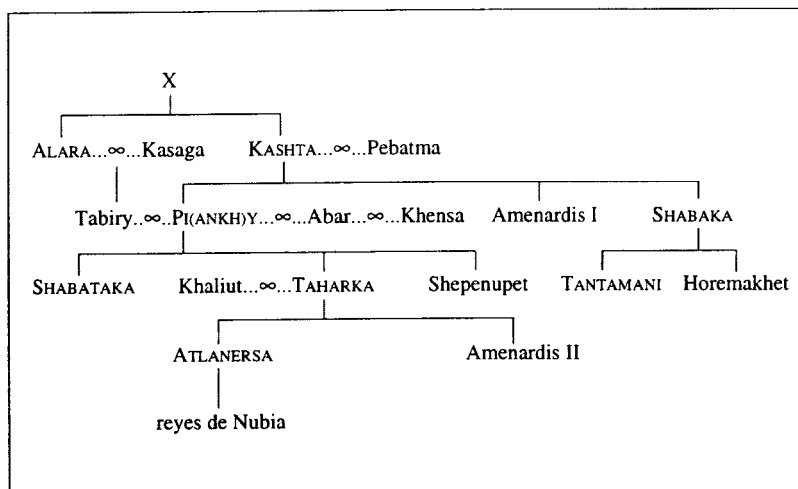 X
ALARA...∞...Kasaga KASHTA...∞...Pebatma
Tabiry..∞..PI(ANKH)Y...∞...Abar...∞...Khensa Amenardis I SHABAKA
SHABATAKA Khaliut...∞...TAHARKA Shepenupet TANTAMANI Horemakhet
ATLANERSA Amenardis II
reyes de Nubia